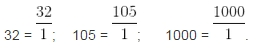 32 = 32/1 ; 105 = 105/1 ; 1000 = 1000/1 .